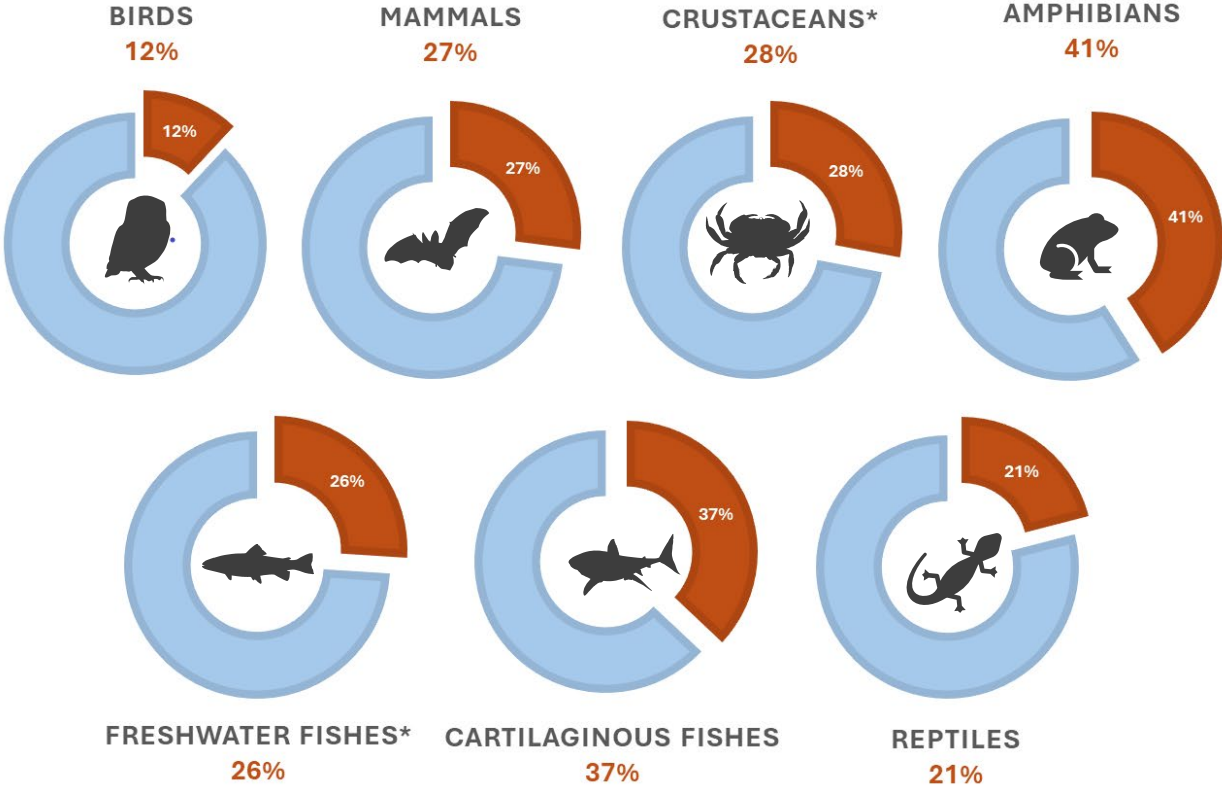 BIRDS
12%
MAMMALS
27%
CRUSTACEANS*
28%
AMPHIBIANS
41%
12%
27%
28%
41%
26%
37%
21%
FRESHWATER FISHES*
26%
CARTILAGINOUS FISHES
37%
REPTILES
21%